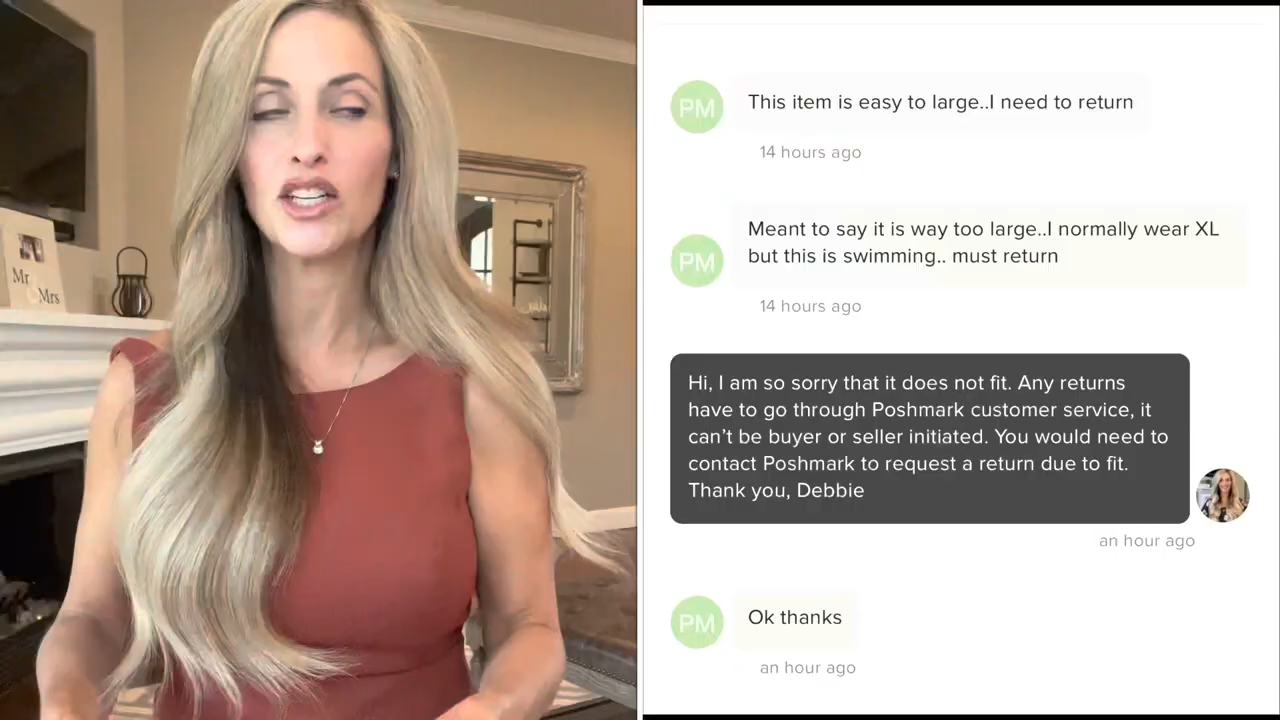 Mr
Mrs
PM
This item is easy to large..I need to return
14 hours ago
PM
Meant to say it is way too large..I normally wear XL
but this is swimming.. must return
14 hours ago
Hi, I am so sorry that it does not fit. Any returns
have to go through Poshmark customer service, it
can’t be buyer or seller initiated. You would need to
contact Poshmark to request a return due to fit.
Thank you, Debbie
an hour ago
PM
Ok thanks
an hour ago